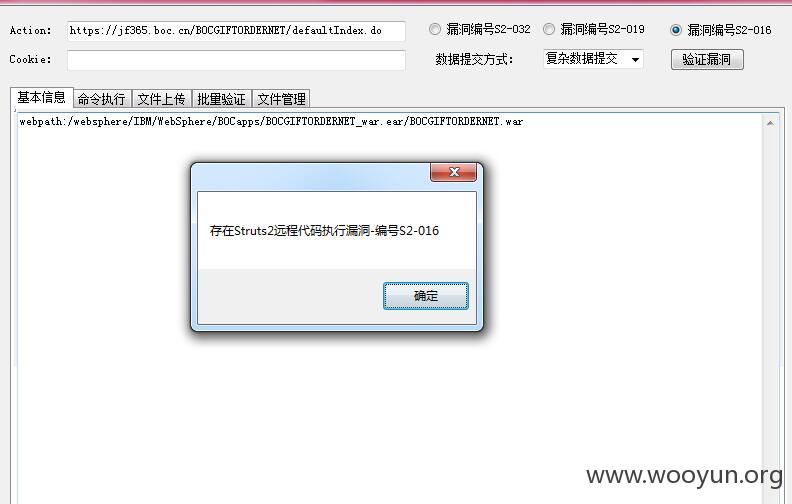 Action: https://jf365.boc.cn/BOCGIFTORDERNET/defaultIndex.do 漏洞编号S2-032 漏洞编号S2-019 漏洞编号S2-016
Cookie: 数据提交方式: 复杂数据提交 验证漏洞
基本信息 命令执行 文件上传 批量验证 文件管理
webpath:/websphere/IBM/WebSphere/BOCapps/BOCGIFTORDERNET_war.ear/BOCGIFTORDERNET.war
存在Struts2远程代码执行漏洞-编号S2-016
确定
www.wooyun.org